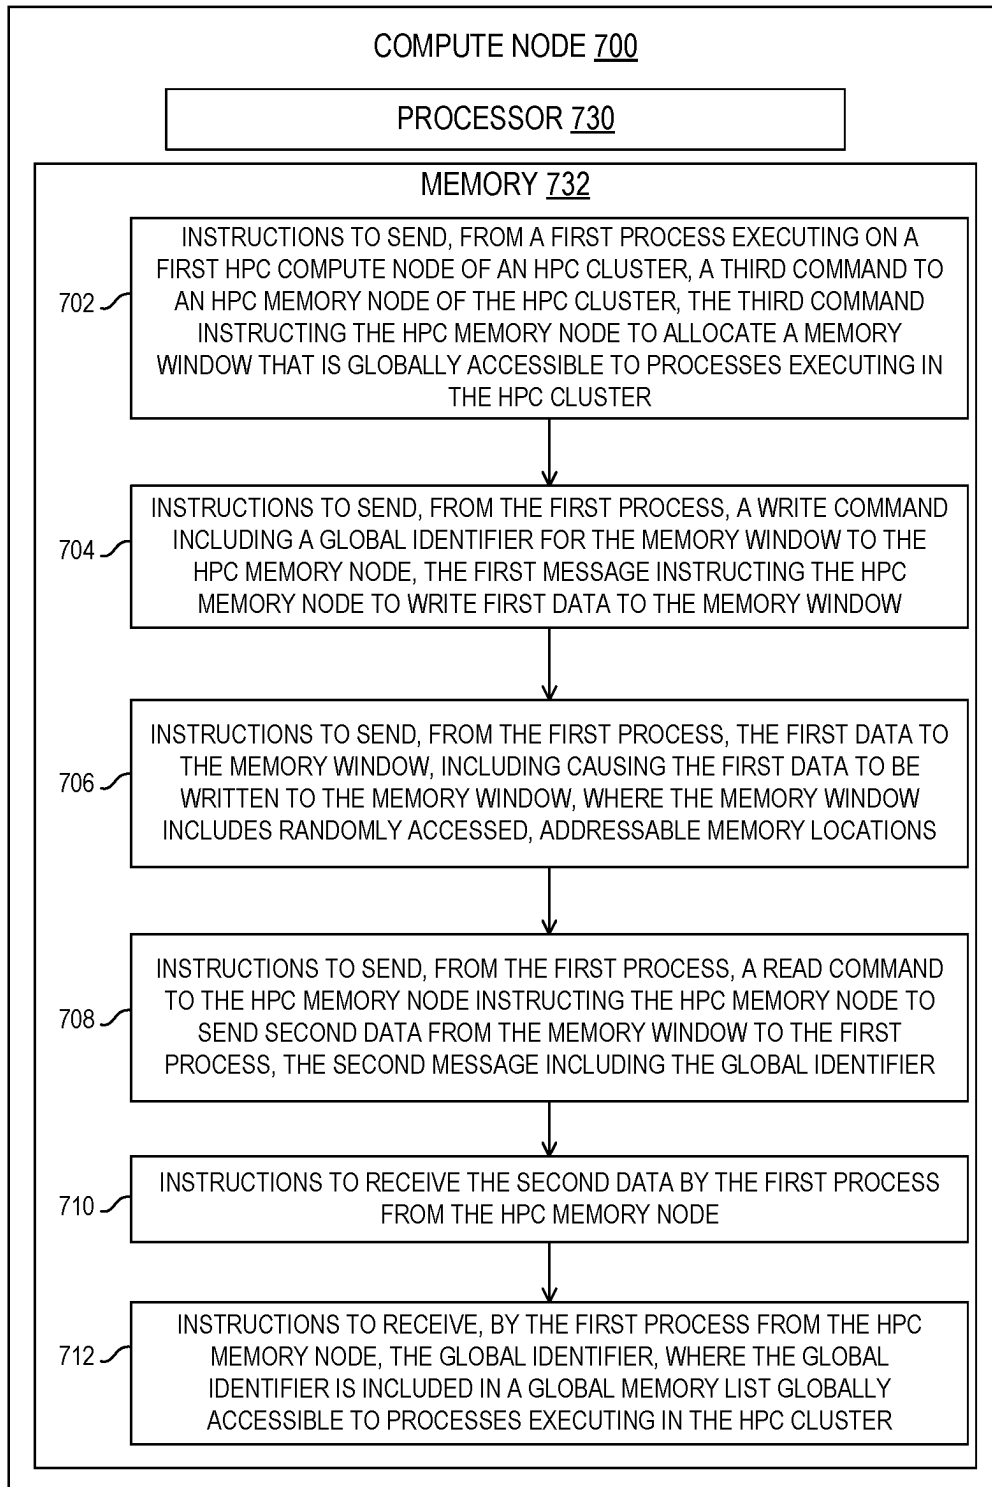 COMPUTE NODE 700
PROCESSOR 730
MEMORY 732
702
INSTRUCTIONS TO SEND, FROM A FIRST PROCESS EXECUTING ON A
FIRST HPC COMPUTE NODE OF AN HPC CLUSTER, A THIRD COMMAND TO
AN HPC MEMORY NODE OF THE HPC CLUSTER, THE THIRD COMMAND
INSTRUCTING THE HPC MEMORY NODE TO ALLOCATE A MEMORY
WINDOW THAT IS GLOBALLY ACCESSIBLE TO PROCESSES EXECUTING IN
THE HPC CLUSTER
704
INSTRUCTIONS TO SEND, FROM THE FIRST PROCESS, A WRITE COMMAND
INCLUDING A GLOBAL IDENTIFIER FOR THE MEMORY WINDOW TO THE
HPC MEMORY NODE, THE FIRST MESSAGE INSTRUCTING THE HPC
MEMORY NODE TO WRITE FIRST DATA TO THE MEMORY WINDOW
706
INSTRUCTIONS TO SEND, FROM THE FIRST PROCESS, THE FIRST DATA TO
THE MEMORY WINDOW, INCLUDING CAUSING THE FIRST DATA TO BE
WRITTEN TO THE MEMORY WINDOW, WHERE THE MEMORY WINDOW
INCLUDES RANDOMLY ACCESSED, ADDRESSABLE MEMORY LOCATIONS
708
INSTRUCTIONS TO SEND, FROM THE FIRST PROCESS, A READ COMMAND
TO THE HPC MEMORY NODE INSTRUCTING THE HPC MEMORY NODE TO
SEND SECOND DATA FROM THE MEMORY WINDOW TO THE FIRST
PROCESS, THE SECOND MESSAGE INCLUDING THE GLOBAL IDENTIFIER
710
INSTRUCTIONS TO RECEIVE THE SECOND DATA BY THE FIRST PROCESS
FROM THE HPC MEMORY NODE
712
INSTRUCTIONS TO RECEIVE, BY THE FIRST PROCESS FROM THE HPC
MEMORY NODE, THE GLOBAL IDENTIFIER, WHERE THE GLOBAL
IDENTIFIER IS INCLUDED IN A GLOBAL MEMORY LIST GLOBALLY
ACCESSIBLE TO PROCESSES EXECUTING IN THE HPC CLUSTER